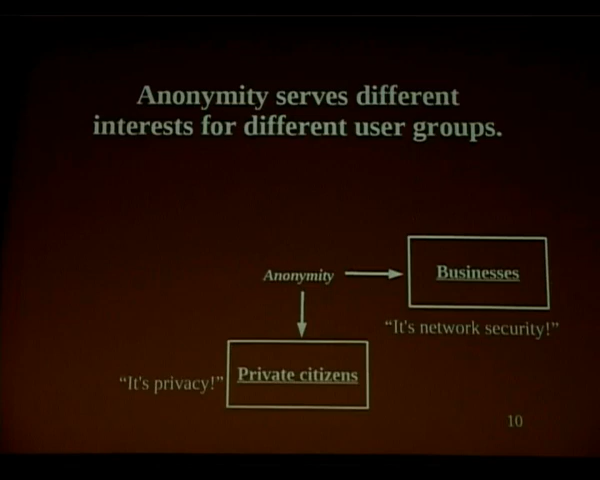 Anonymity serves different
interests for different user groups.
Anonymity
Businesses
“It's network security!”
“It's privacy!”
Private citizens
10